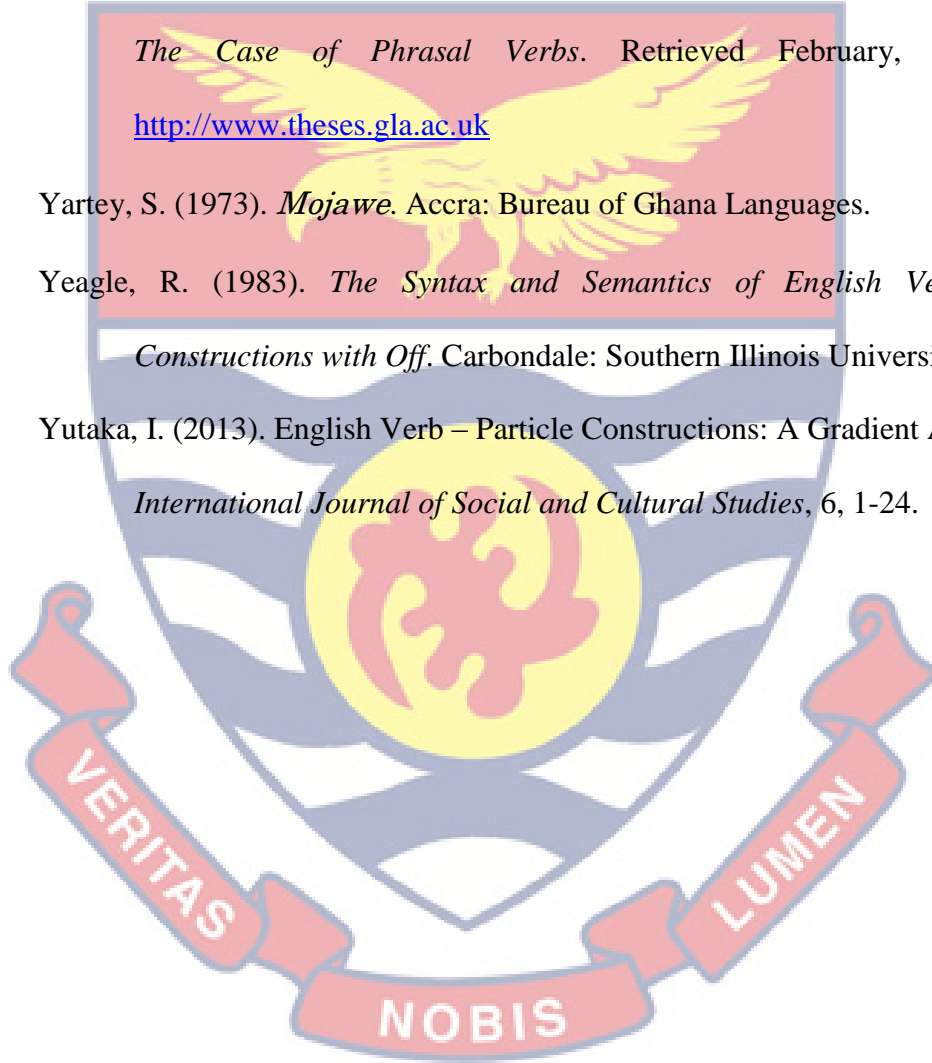 The Case of Phrasal Verbs. Retrieved February,
http://www.theses.gla.ac.uk
Yartey, S. (1973). Mojawe. Accra: Bureau of Ghana Languages.
Yeagle, R. (1983). The Syntax and Semantics of English
Constructions with Off. Carbondale: Southern Illinois
Yutaka, I. (2013). English Verb – Particle Constructions: A Gradient
International Journal of Social and Cultural Studies, 6, 1-24.
VERITAS
NOBIS
LUMEN